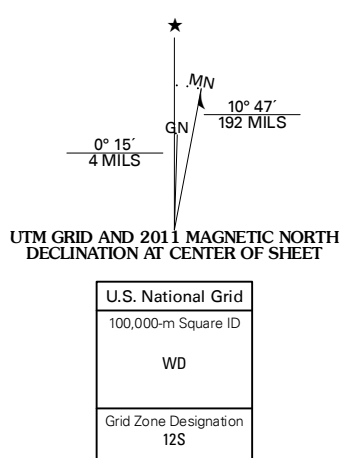 ★
MN
GN
10° 47´
192 MILS
0° 15´
4 MILS
UTM GRID AND 2011 MAGNETIC NORTH
DECLINATION AT CENTER OF SHEET
U.S. National Grid
100,000-m Square ID
WD
Grid Zone Designation
12S